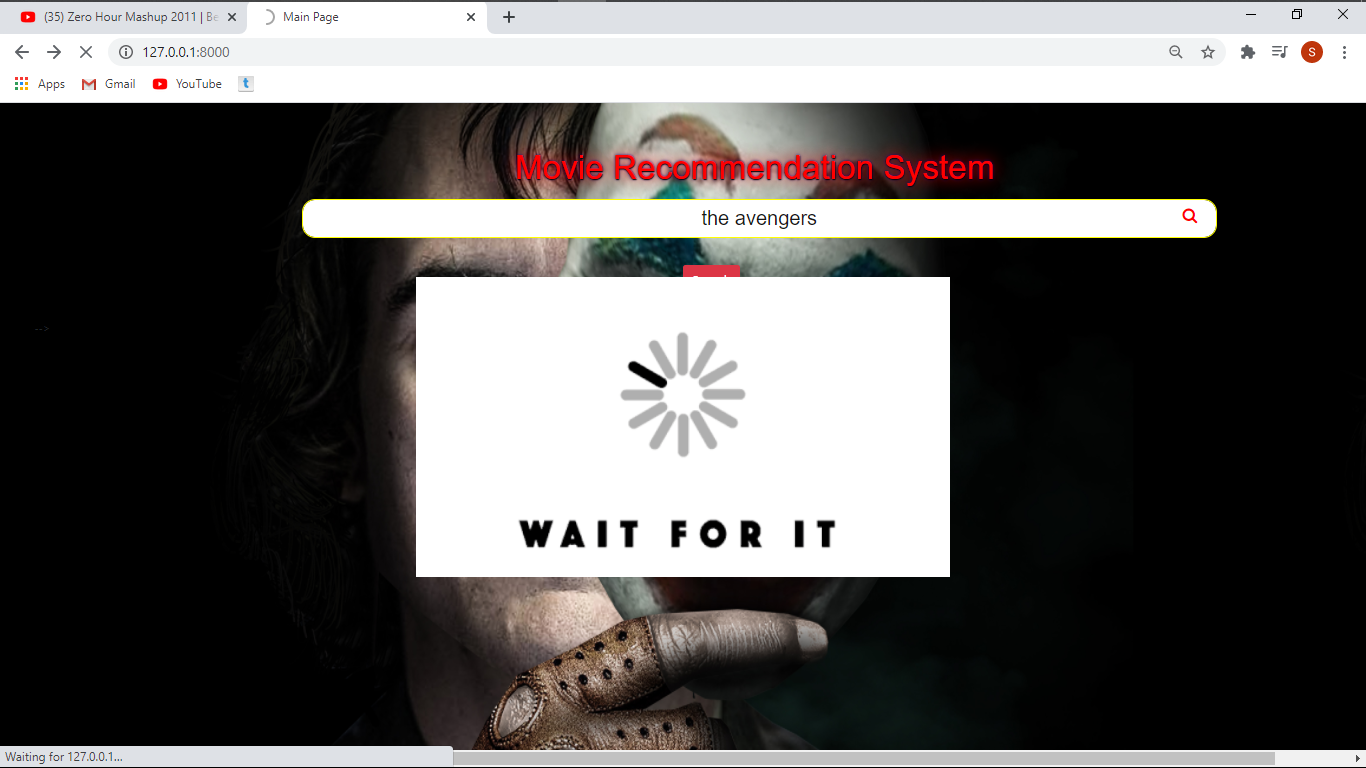 (35) Zero Hour Mashup 2011 | Be
Main Page
127.0.0.1:8000
S
Apps
Gmail
YouTube
t
Movie Recommendation System
the avengers
-->
WAIT FOR IT
Waiting for 127.0.0.1...